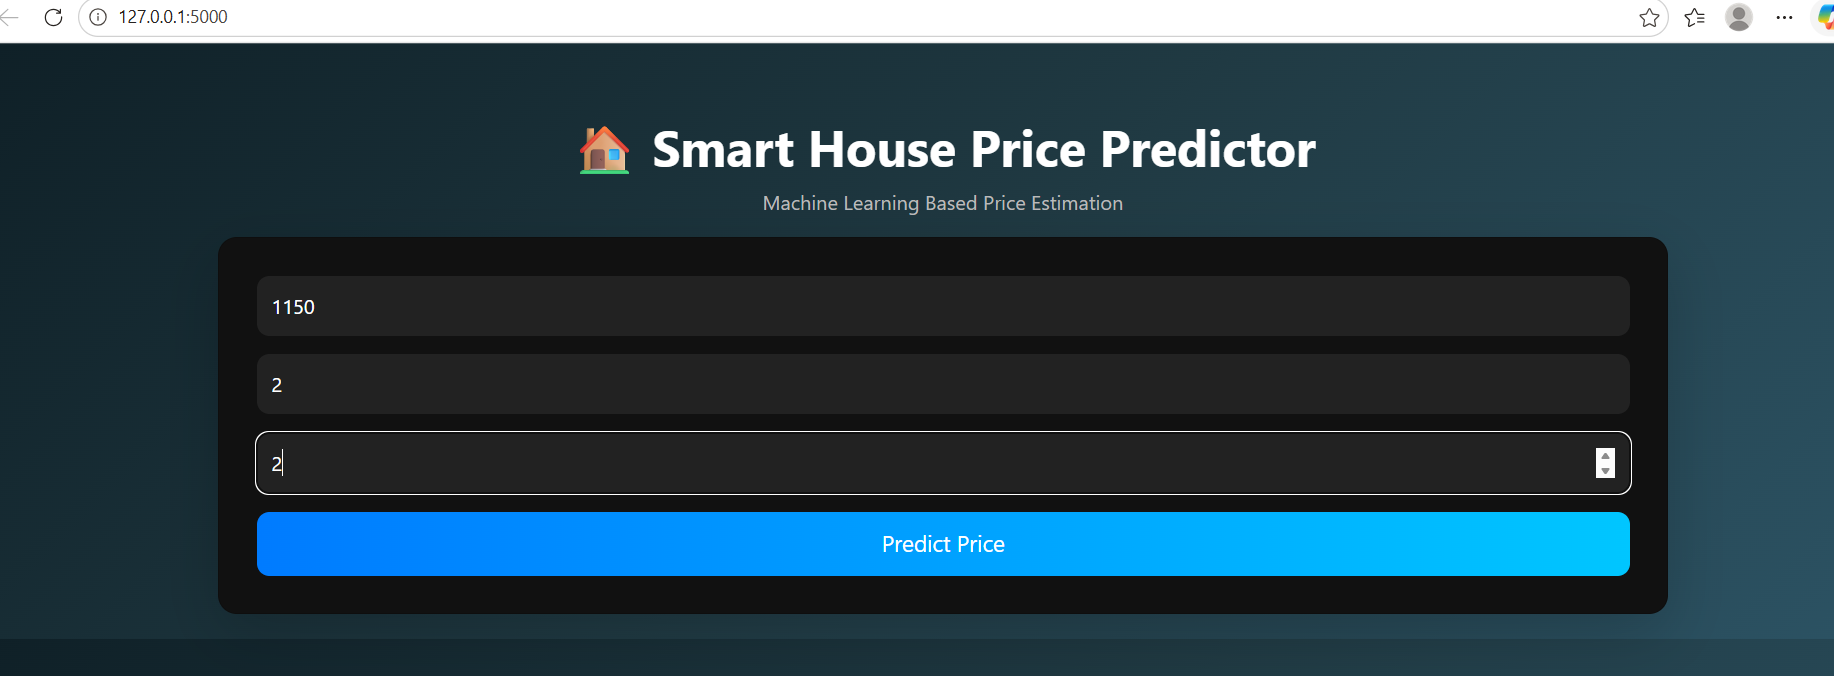 127.0.0.1:5000
Smart House Price Predictor
Machine Learning Based Price Estimation
1150
2
2
Predict Price